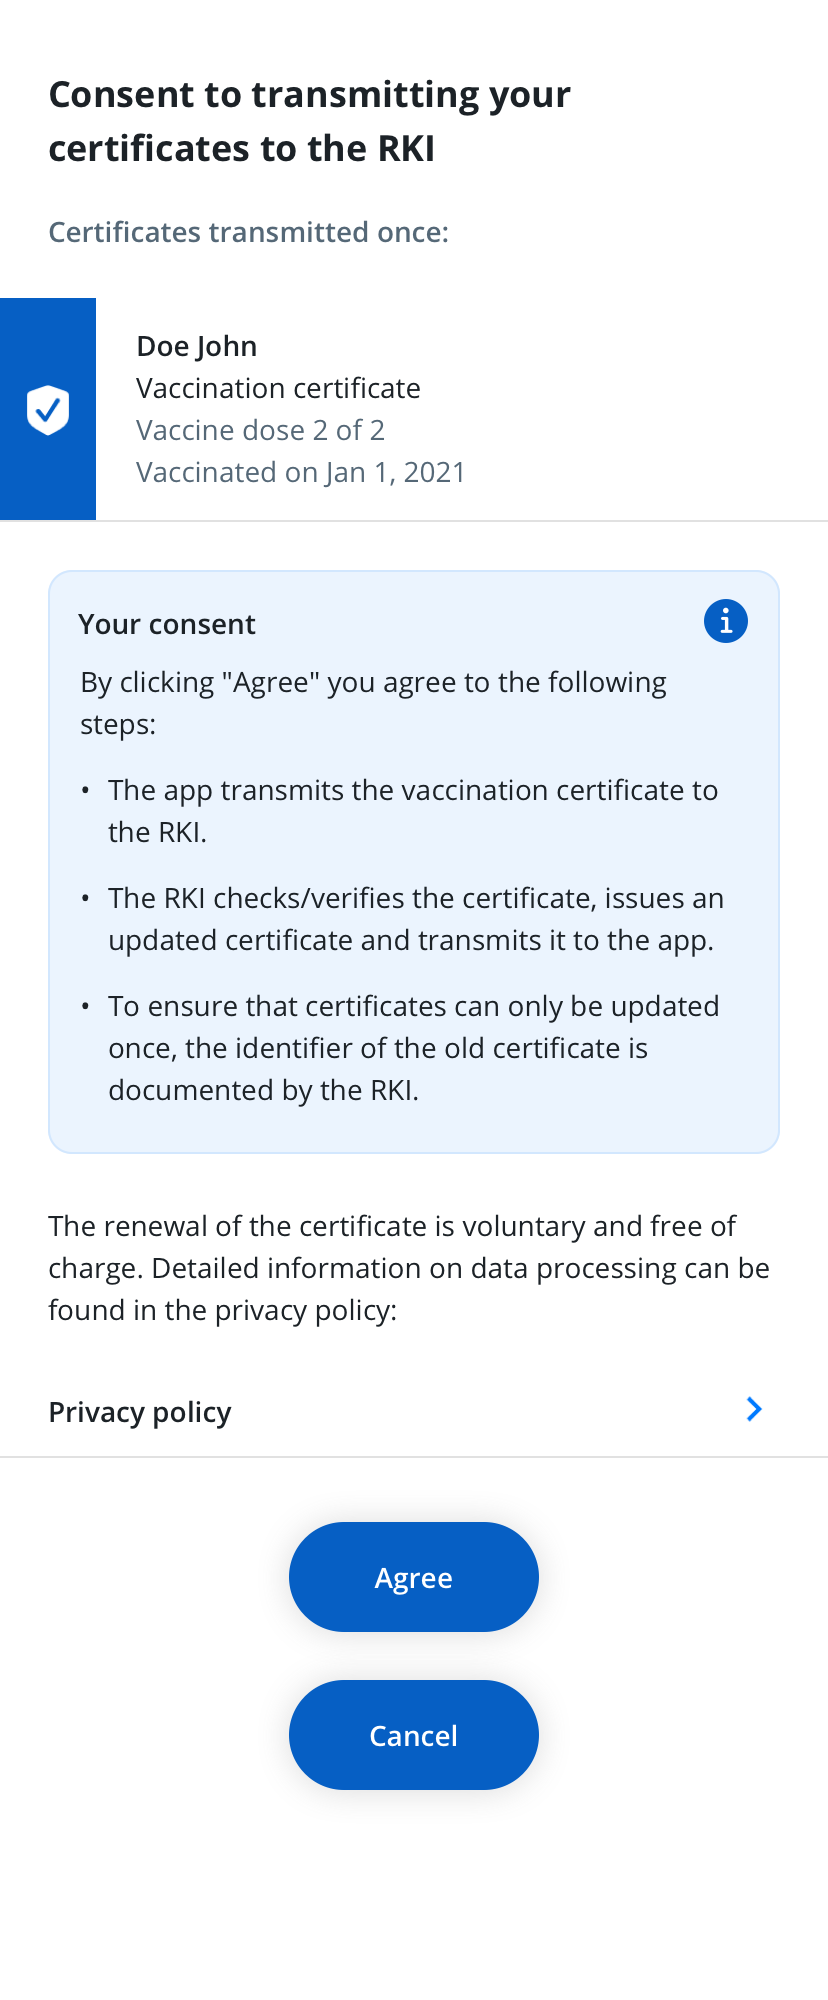 Consent to transmitting your
certificates to the RKI
Certificates transmitted once:
Doe John
Vaccination certificate
Vaccine dose 2 of 2
Vaccinated on Jan 1, 2021
Your consent
By clicking "Agree" you agree to the following
steps:
• The app transmits the vaccination certificate to
the RKI.
• The RKI checks/verifies the certificate, issues an
updated certificate and transmits it to the app.
• To ensure that certificates can only be updated
once, the identifier of the old certificate is
documented by the RKI.
The renewal of the certificate is voluntary and free of
charge. Detailed information on data processing can be
found in the privacy policy:
Privacy policy
Agree
Cancel